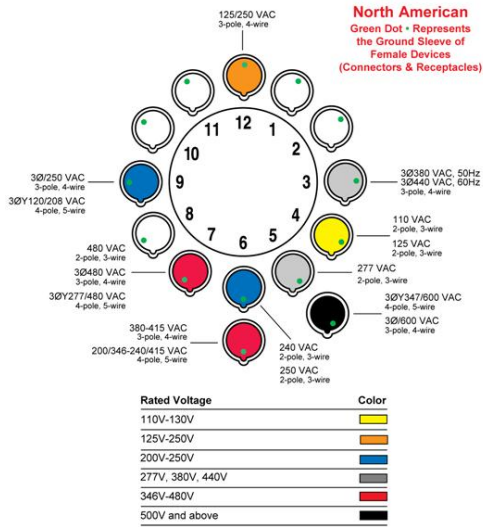 125/250 VAC
3-pole, 4-wire
North American
Green Dot • Represents
the Ground Sleeve of
Female Devices
(Connectors & Receptacles)
12
11
1
10
2
9
3
8
4
7
5
6
3Ø/250 VAC
3-pole, 4-wire
3ØY120/208 VAC
4-pole, 5-wire
3Ø380 VAC, 50Hz
3Ø440 VAC, 60Hz
3-pole, 4-wire
110 VAC
2-pole, 3-wire
125 VAC
2-pole, 3-wire
480 VAC
2-pole, 3-wire
3Ø480 VAC
3-pole, 4-wire
3ØY277/480 VAC
4-pole, 5-wire
277 VAC
2-pole, 3-wire
3ØY347/600 VAC
4-pole, 5-wire
3Ø/600 VAC
3-pole, 4-wire
380-415 VAC
3-pole, 4-wire
200/346-240/415 VAC
4-pole, 5-wire
240 VAC
2-pole, 3-wire
250 VAC
2-pole, 3-wire
Rated Voltage Color
110V-130V
125V-250V
200V-250V
277V, 380V, 440V
346V-480V
500V and above